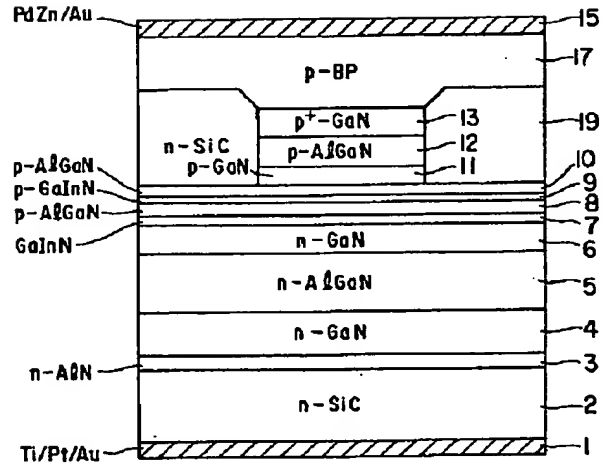 PdZn/Au
15
17
p-BP
p⁺-GaN
13
19
n-SiC
p-AlGaN
12
p-GaN
11
10
p-AlGaN
9
p-GaInN
8
p-AlGaN
7
GaInN
n-GaN
6
n-AlGaN
5
n-GaN
4
n-AlN
3
n-SiC
2
Ti/Pt/Au
1